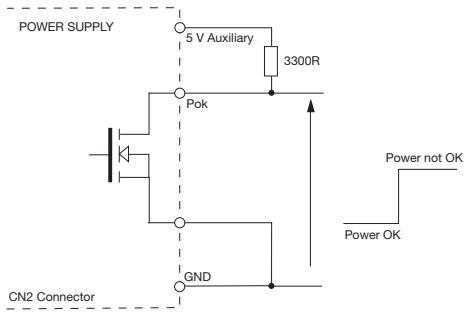 POWER SUPPLY
5 V Auxiliary
3300R
Pok
Power not OK
Power OK
GND
CN2 Connector